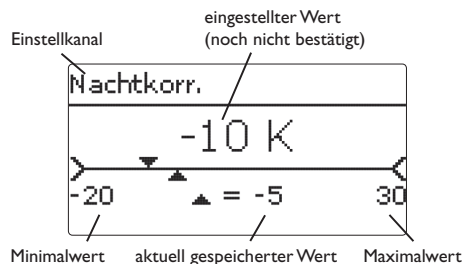 eingestellter Wert
Einstellkanal (noch nicht bestätigt)
Nachtkorr.
-10 K
-20 ▲ = -5 30
Minimalwert aktuell gespeicherter Wert Maximalwert